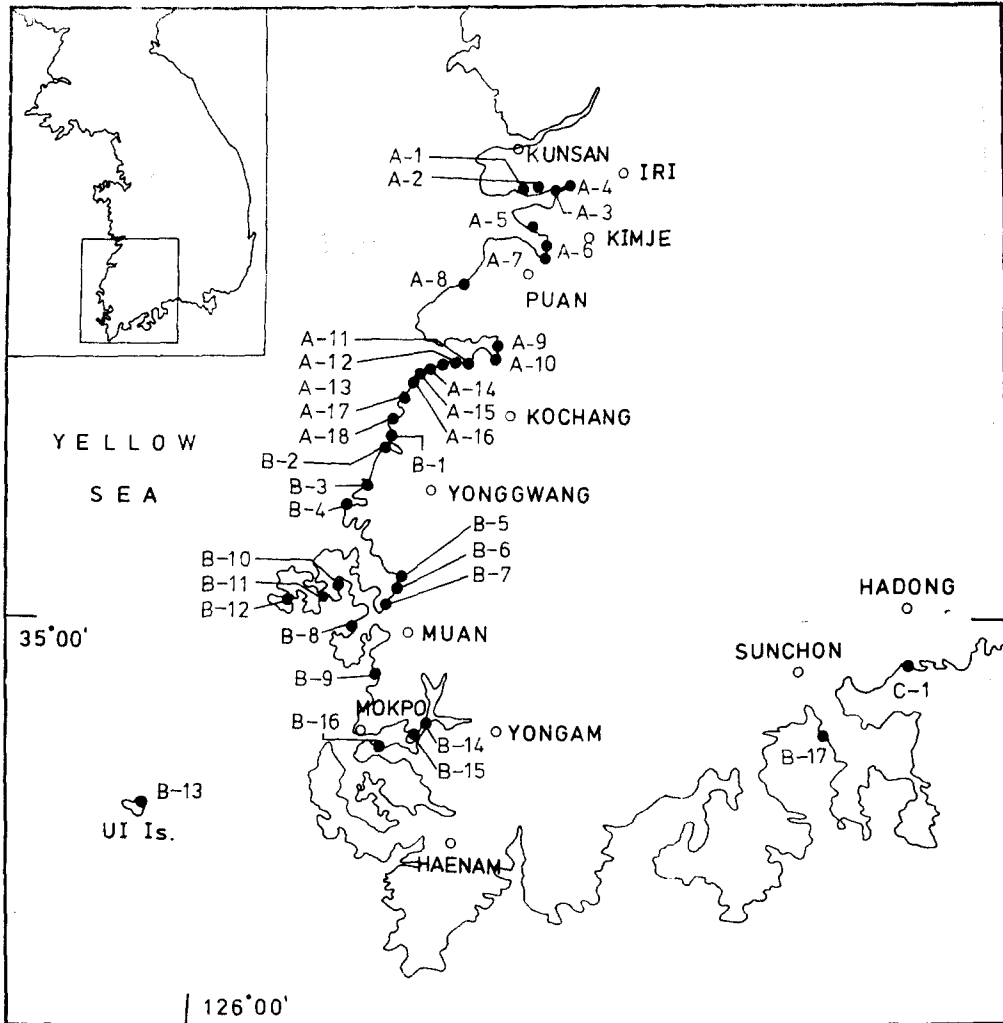 KUNSAN
A-1
IRI
A-2
A-4
A-3
A-5
KIMJE
A-6
A-7
A-8
PUAN
A-11
A-9
A-12
A-10
A-13
A-14
A-17
A-15
KOCHANG
A-18
A-16
YELLOW
SEA
B-2
B-1
B-3
YONGGWANG
B-4
B-5
B-6
B-10
B-7
B-11
HADONG
B-12
35°00'
B-8
MUAN
SUNCHON
B-9
C-1
MOKPO
B-16
YONGAM
B-14
B-17
B-15
B-13
UI Is.
HAENAM
126°00'